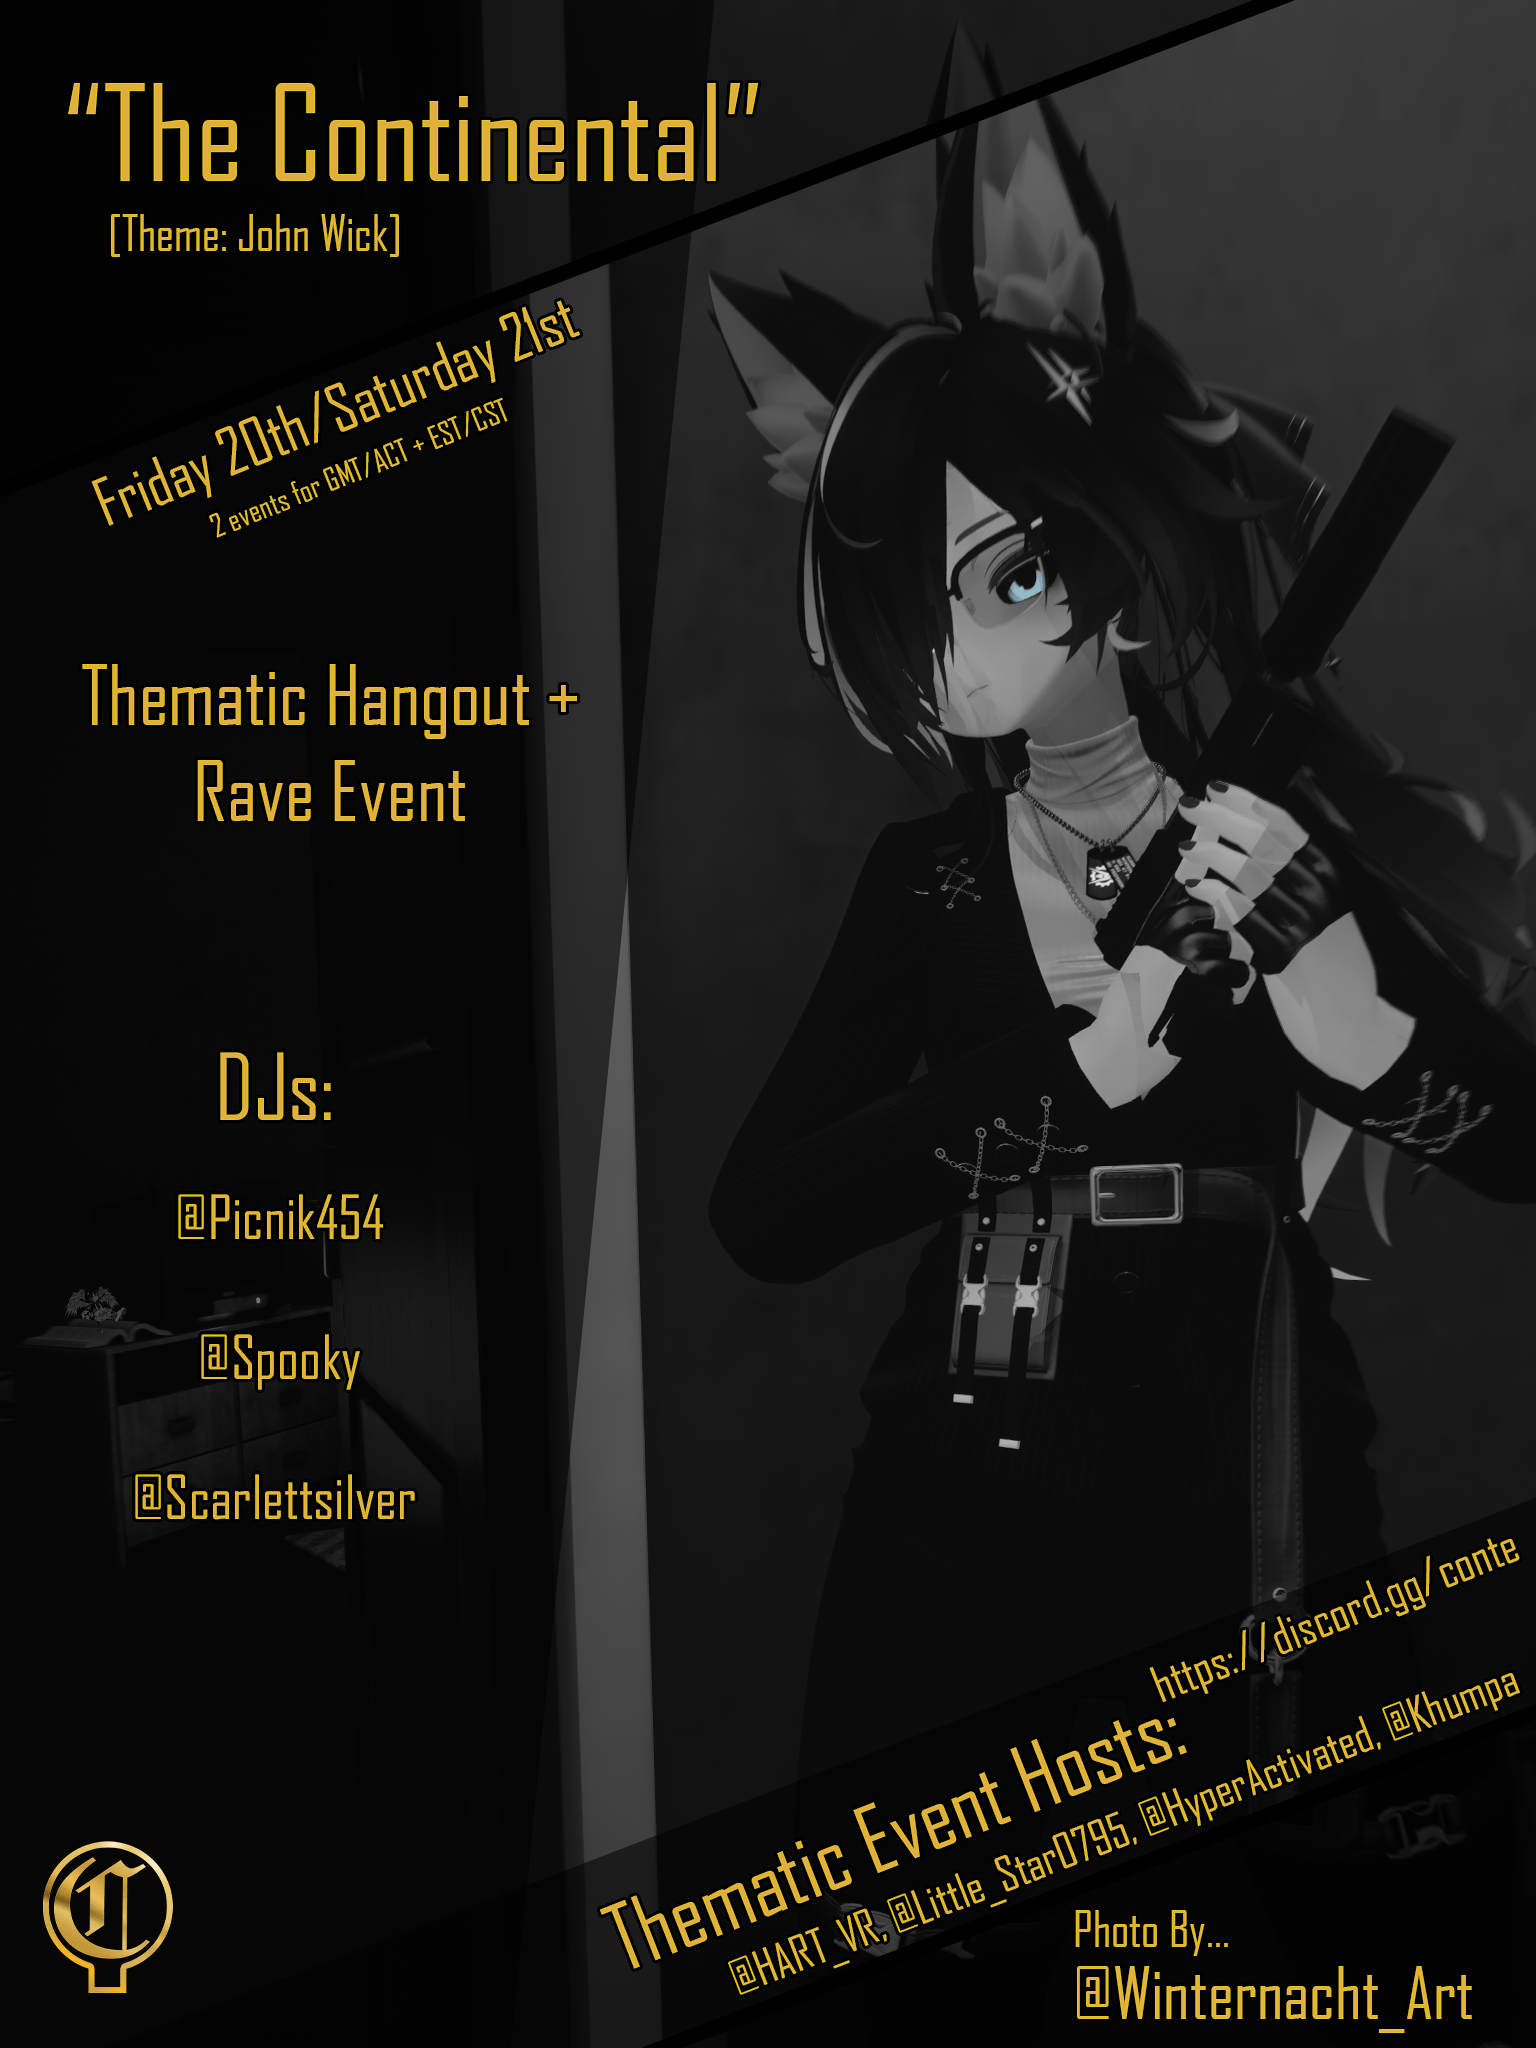 “The Continental”
[Theme: John Wick]
Friday 20th/Saturday 21st
2 events for GMT/ACT + EST/CST
Thematic Hangout +
Rave Event
DJs:
@Picnik454
@Spooky
@Scarlettsilver
https://discord.gg/conte
Thematic Event Hosts:
@HART_VR, @Little_Star0795, @HyperActivated, @Khumpa
Photo By...
@Winternacht_Art
C